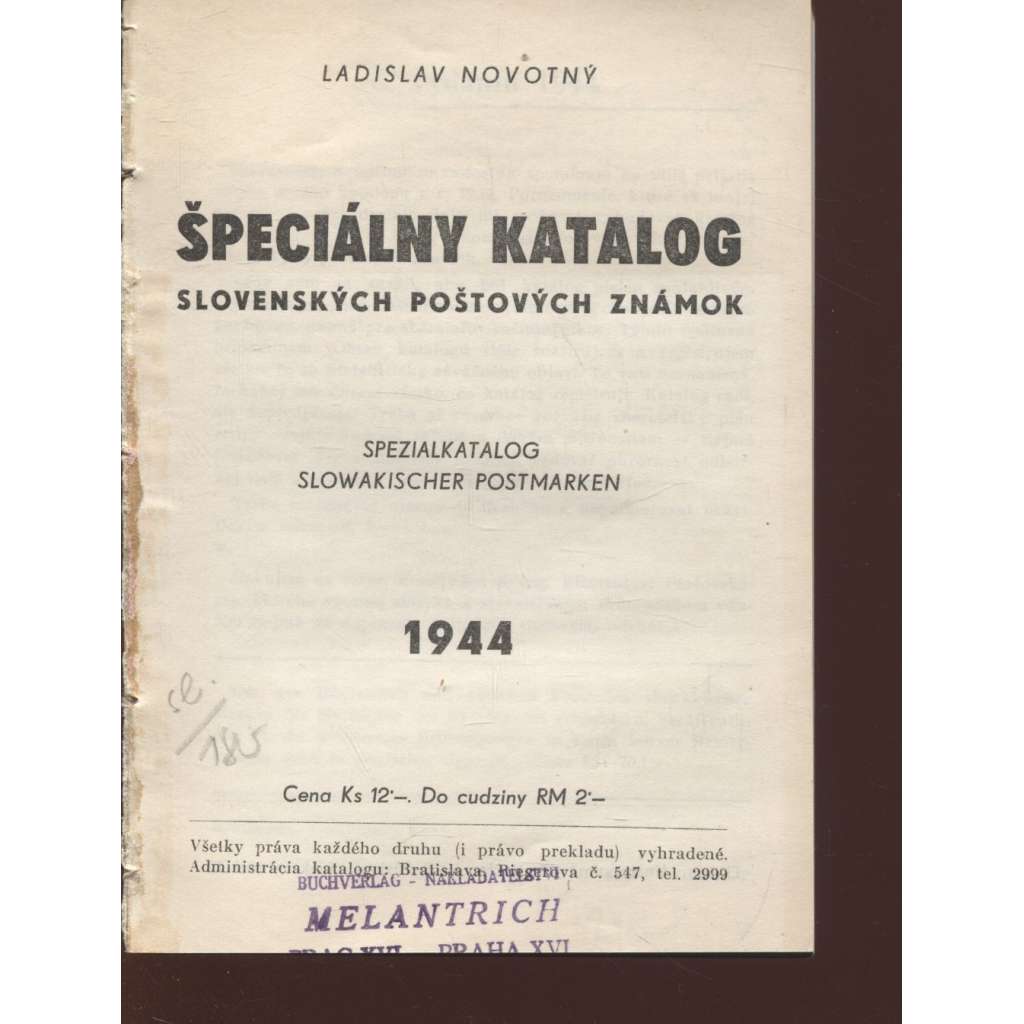 LADISLAV NOVOTNÝ
ŠPECIÁLNY KATALOG
SLOVENSKÝCH POŠTOVÝCH ZNÁMOK
SPEZIALKATALOG
SLOWAKISCHER POSTMARKEN
1944
Cena Ks 12·—. Do cudziny RM 2·—
Všetky práva každého druhu (i právo prekladu) vyhradené.
Administrácia katalogu: Bratislava, Riegrova č. 547, tel. 2999
BUCHVERLAG - NAKLADATELSTVÍ
MELANTRICH
PRAG XVI PRAHA XVI